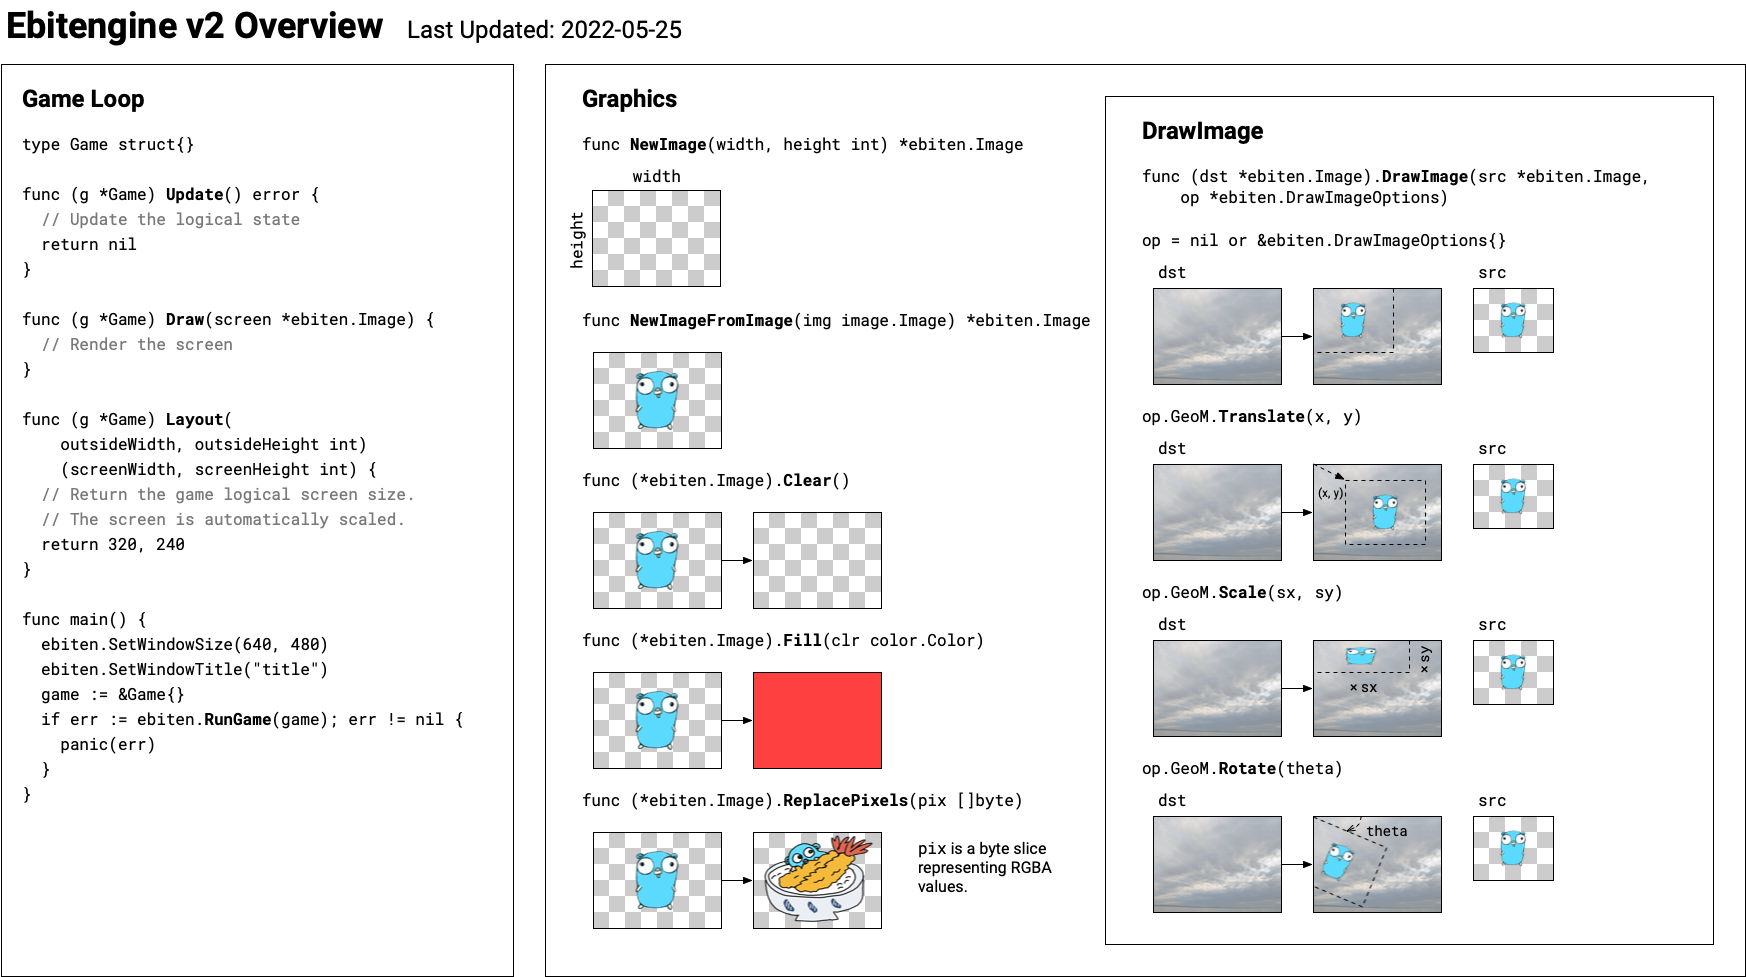 Ebitengine v2 Overview Last Updated: 2022-05-25
Game Loop
type Game struct{}
func (g *Game) Update() error {
// Update the logical state
return nil
}
func (g *Game) Draw(screen *ebiten.Image) {
// Render the screen
}
func (g *Game) Layout(
outsideWidth, outsideHeight int)
(screenWidth, screenHeight int) {
// Return the game logical screen size.
// The screen is automatically scaled.
return 320, 240
}
func main() {
ebiten.SetWindowSize(640, 480)
ebiten.SetWindowTitle("title")
game := &Game{}
if err := ebiten.RunGame(game); err != nil {
panic(err)
}
}
Graphics
func NewImage(width, height int) *ebiten.Image
width
height
func NewImageFromImage(img image.Image) *ebiten.Image
func (*ebiten.Image).Clear()
func (*ebiten.Image).Fill(clr color.Color)
func (*ebiten.Image).ReplacePixels(pix []byte)
pix is a byte slice
representing RGBA
values.
DrawImage
func (dst *ebiten.Image).DrawImage(src *ebiten.Image,
op *ebiten.DrawImageOptions)
op = nil or &ebiten.DrawImageOptions{}
dst src
op.GeoM.Translate(x, y)
dst src
(x, y)
op.GeoM.Scale(sx, sy)
dst src
× sy
× sx
op.GeoM.Rotate(theta)
dst src
theta